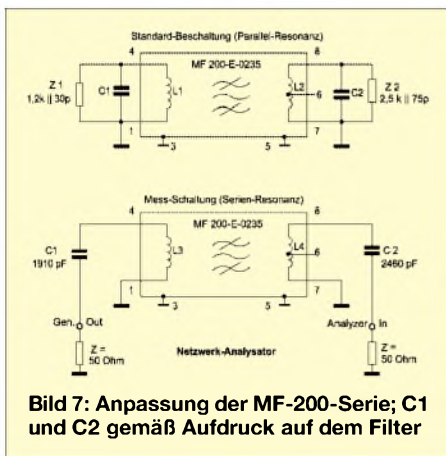 Standard-Beschaltung (Parallel-Resonanz)
4
8
MF 200-E-0235
Z 1
1,2k || 30p
C1
L1
L2
6
C2
Z 2
2,5 k || 75p
1
3
5
7
Mess-Schaltung (Serien-Resonanz)
4
8
MF 200-E-0235
C 1
1910 pF
L3
L4
6
C 2
2460 pF
1
3
5
7
Gen. Out
Analyzer In
Z =
50 Ohm
Netzwerk-Analysator
Z =
50 Ohm
Bild 7: Anpassung der MF-200-Serie; C1
und C2 gemäß Aufdruck auf dem Filter